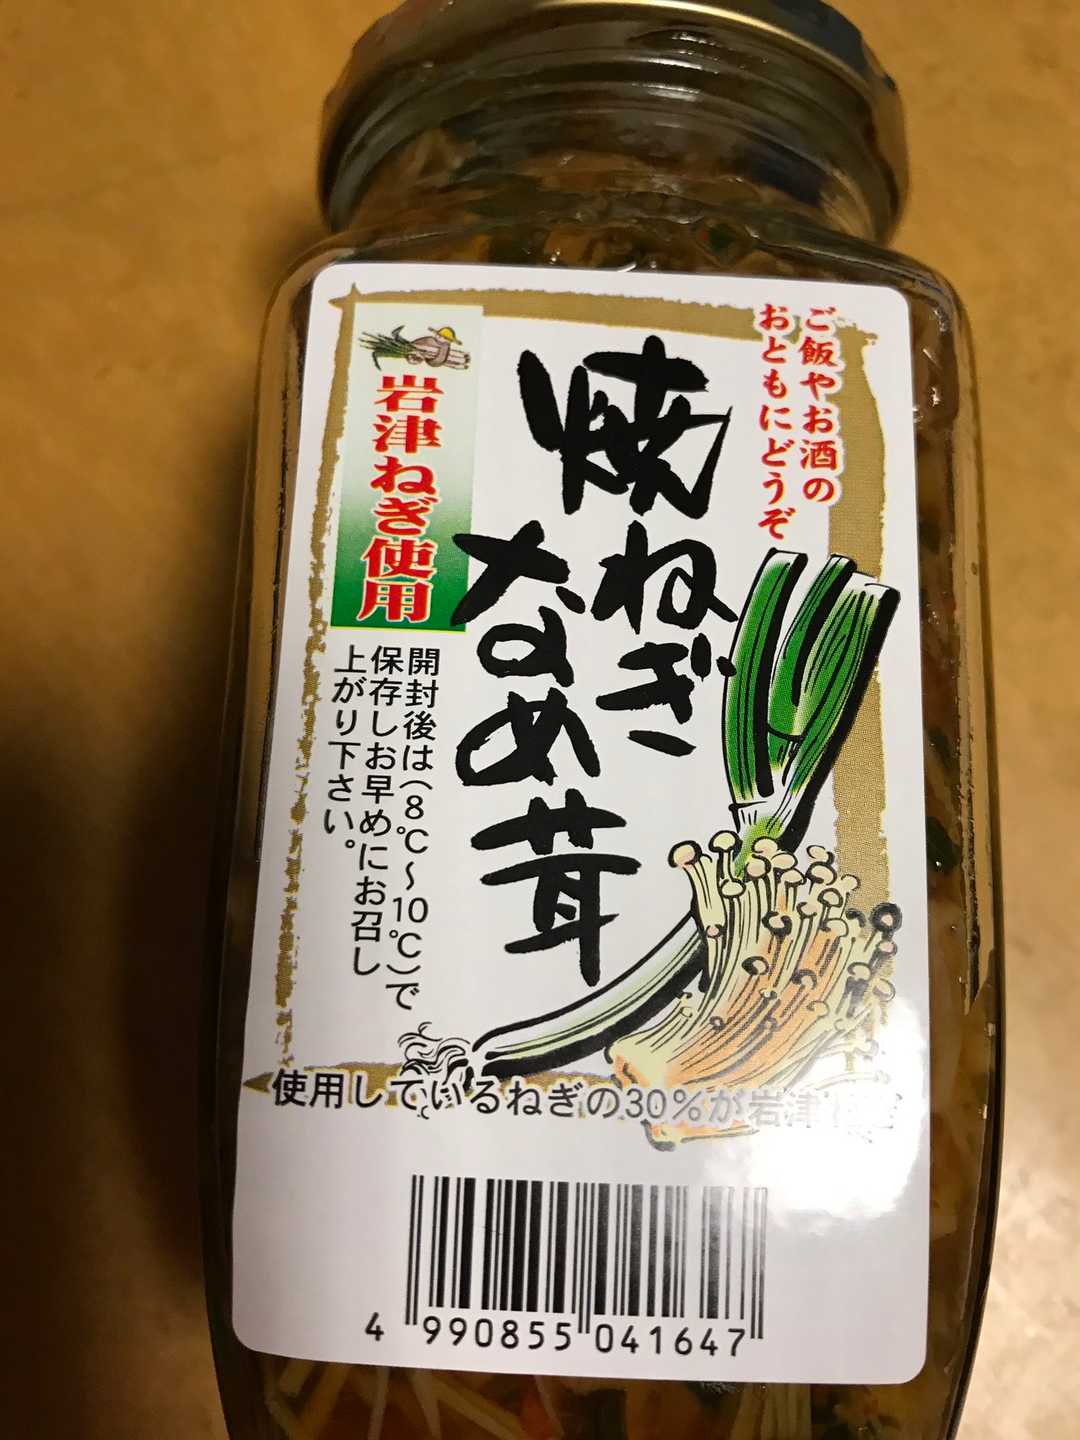 ご飯やお酒の
おともにどうぞ
焼ねぎ
なめ茸
岩津ねぎ使用
開封後は(8℃～10℃)で
保存しお早めにお召し
上がり下さい。
使用しているねぎの30%が岩津ねぎ
4 990855 041647